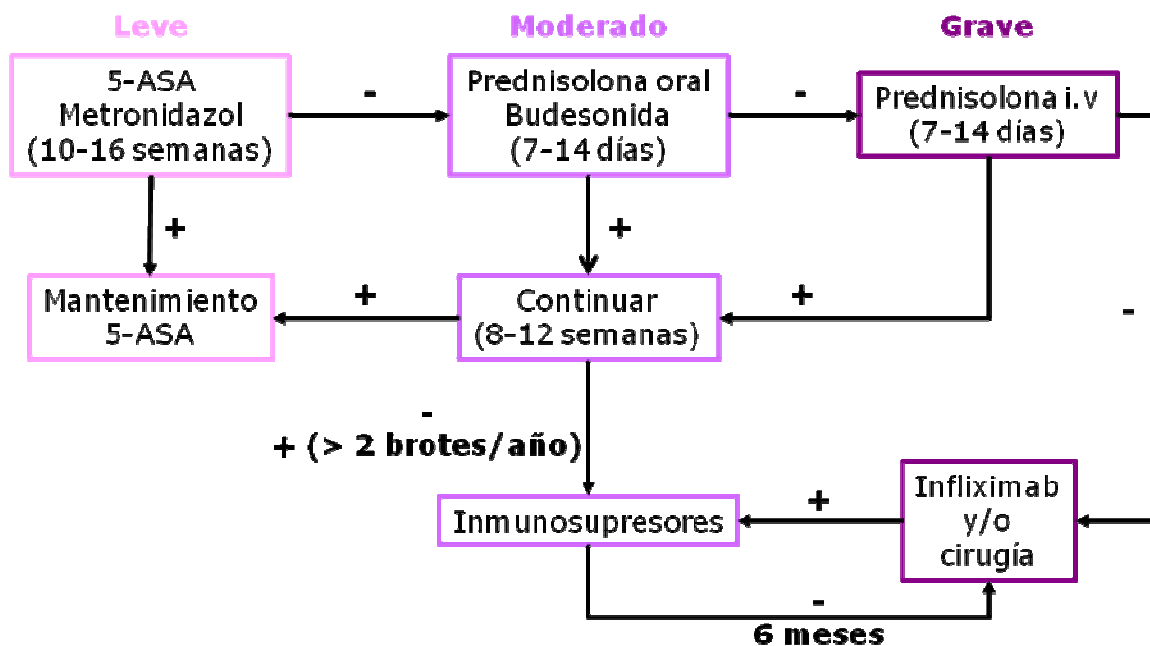 Leve
Moderado
Grave
5-ASA
Metronidazol
(10-16 semanas)
-
Prednisolona oral
Budesonida
(7-14 días)
-
Prednisolona i.v
(7-14 días)
+
+
Mantenimiento
5-ASA
+
Continuar
(8-12 semanas)
+
-
-
+ (> 2 brotes/año)
Inmunosupresores
+
Infliximab
y/o
cirugía
-
6 meses